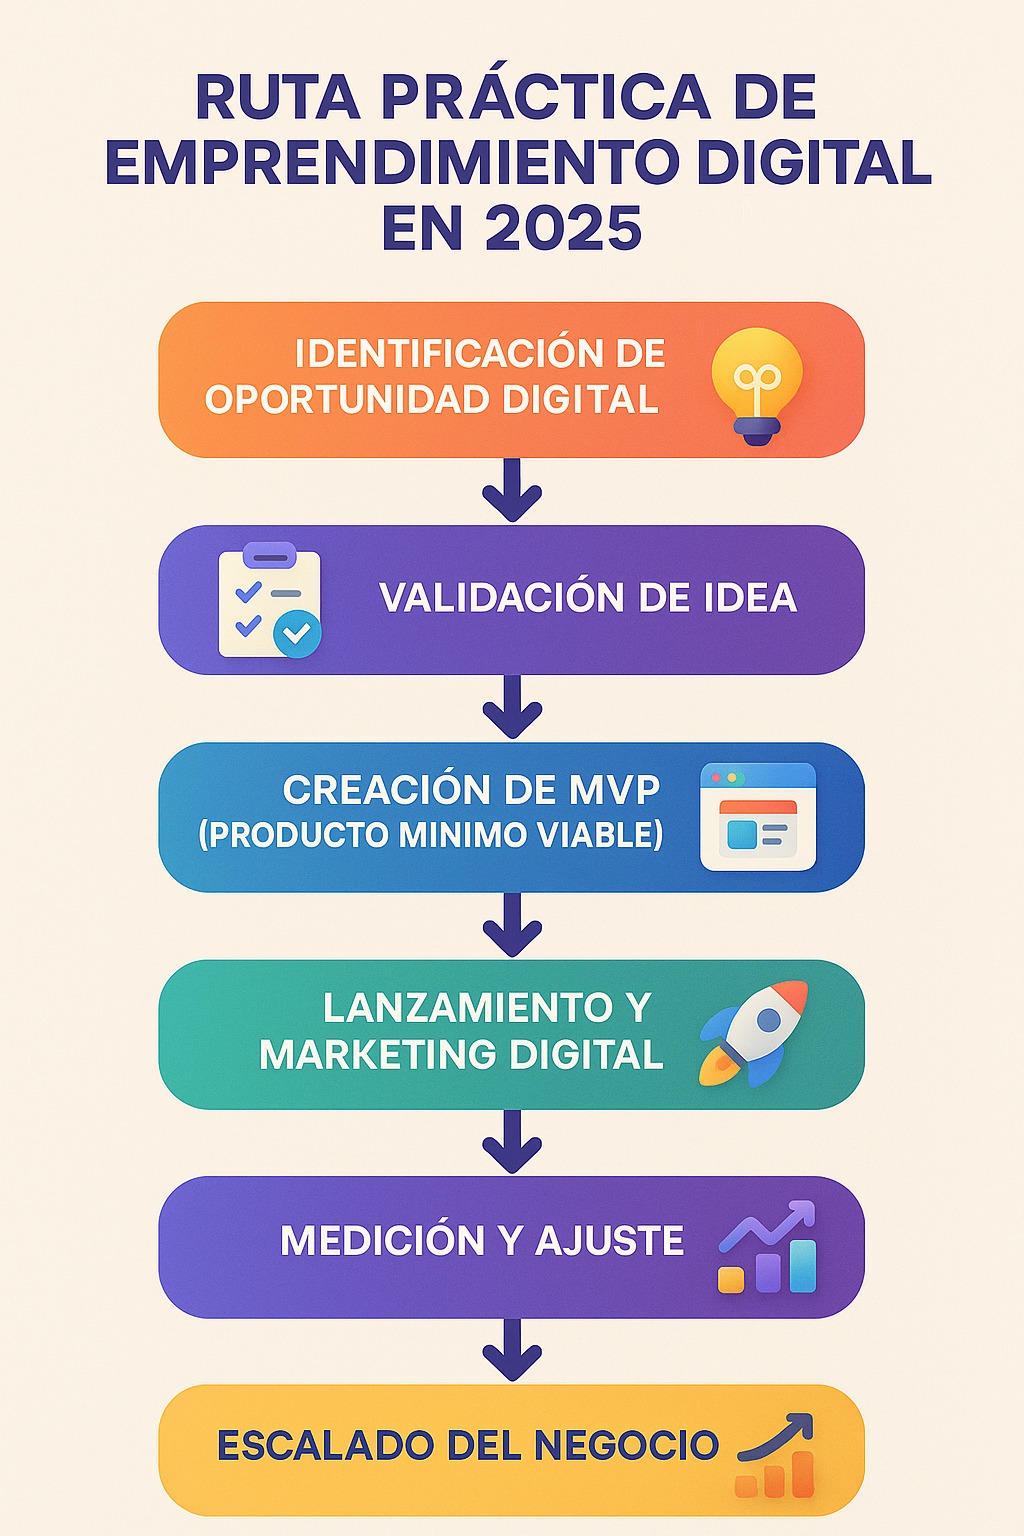 RUTA PRÁCTICA DE
EMPRENDIMIENTO DIGITAL
EN 2025
IDENTIFICACIÓN DE
OPORTUNIDAD DIGITAL
VALIDACIÓN DE IDEA
CREACIÓN DE MVP
(PRODUCTO MINIMO VIABLE)
LANZAMIENTO Y
MARKETING DIGITAL
MEDICIÓN Y AJUSTE
ESCALADO DEL NEGOCIO